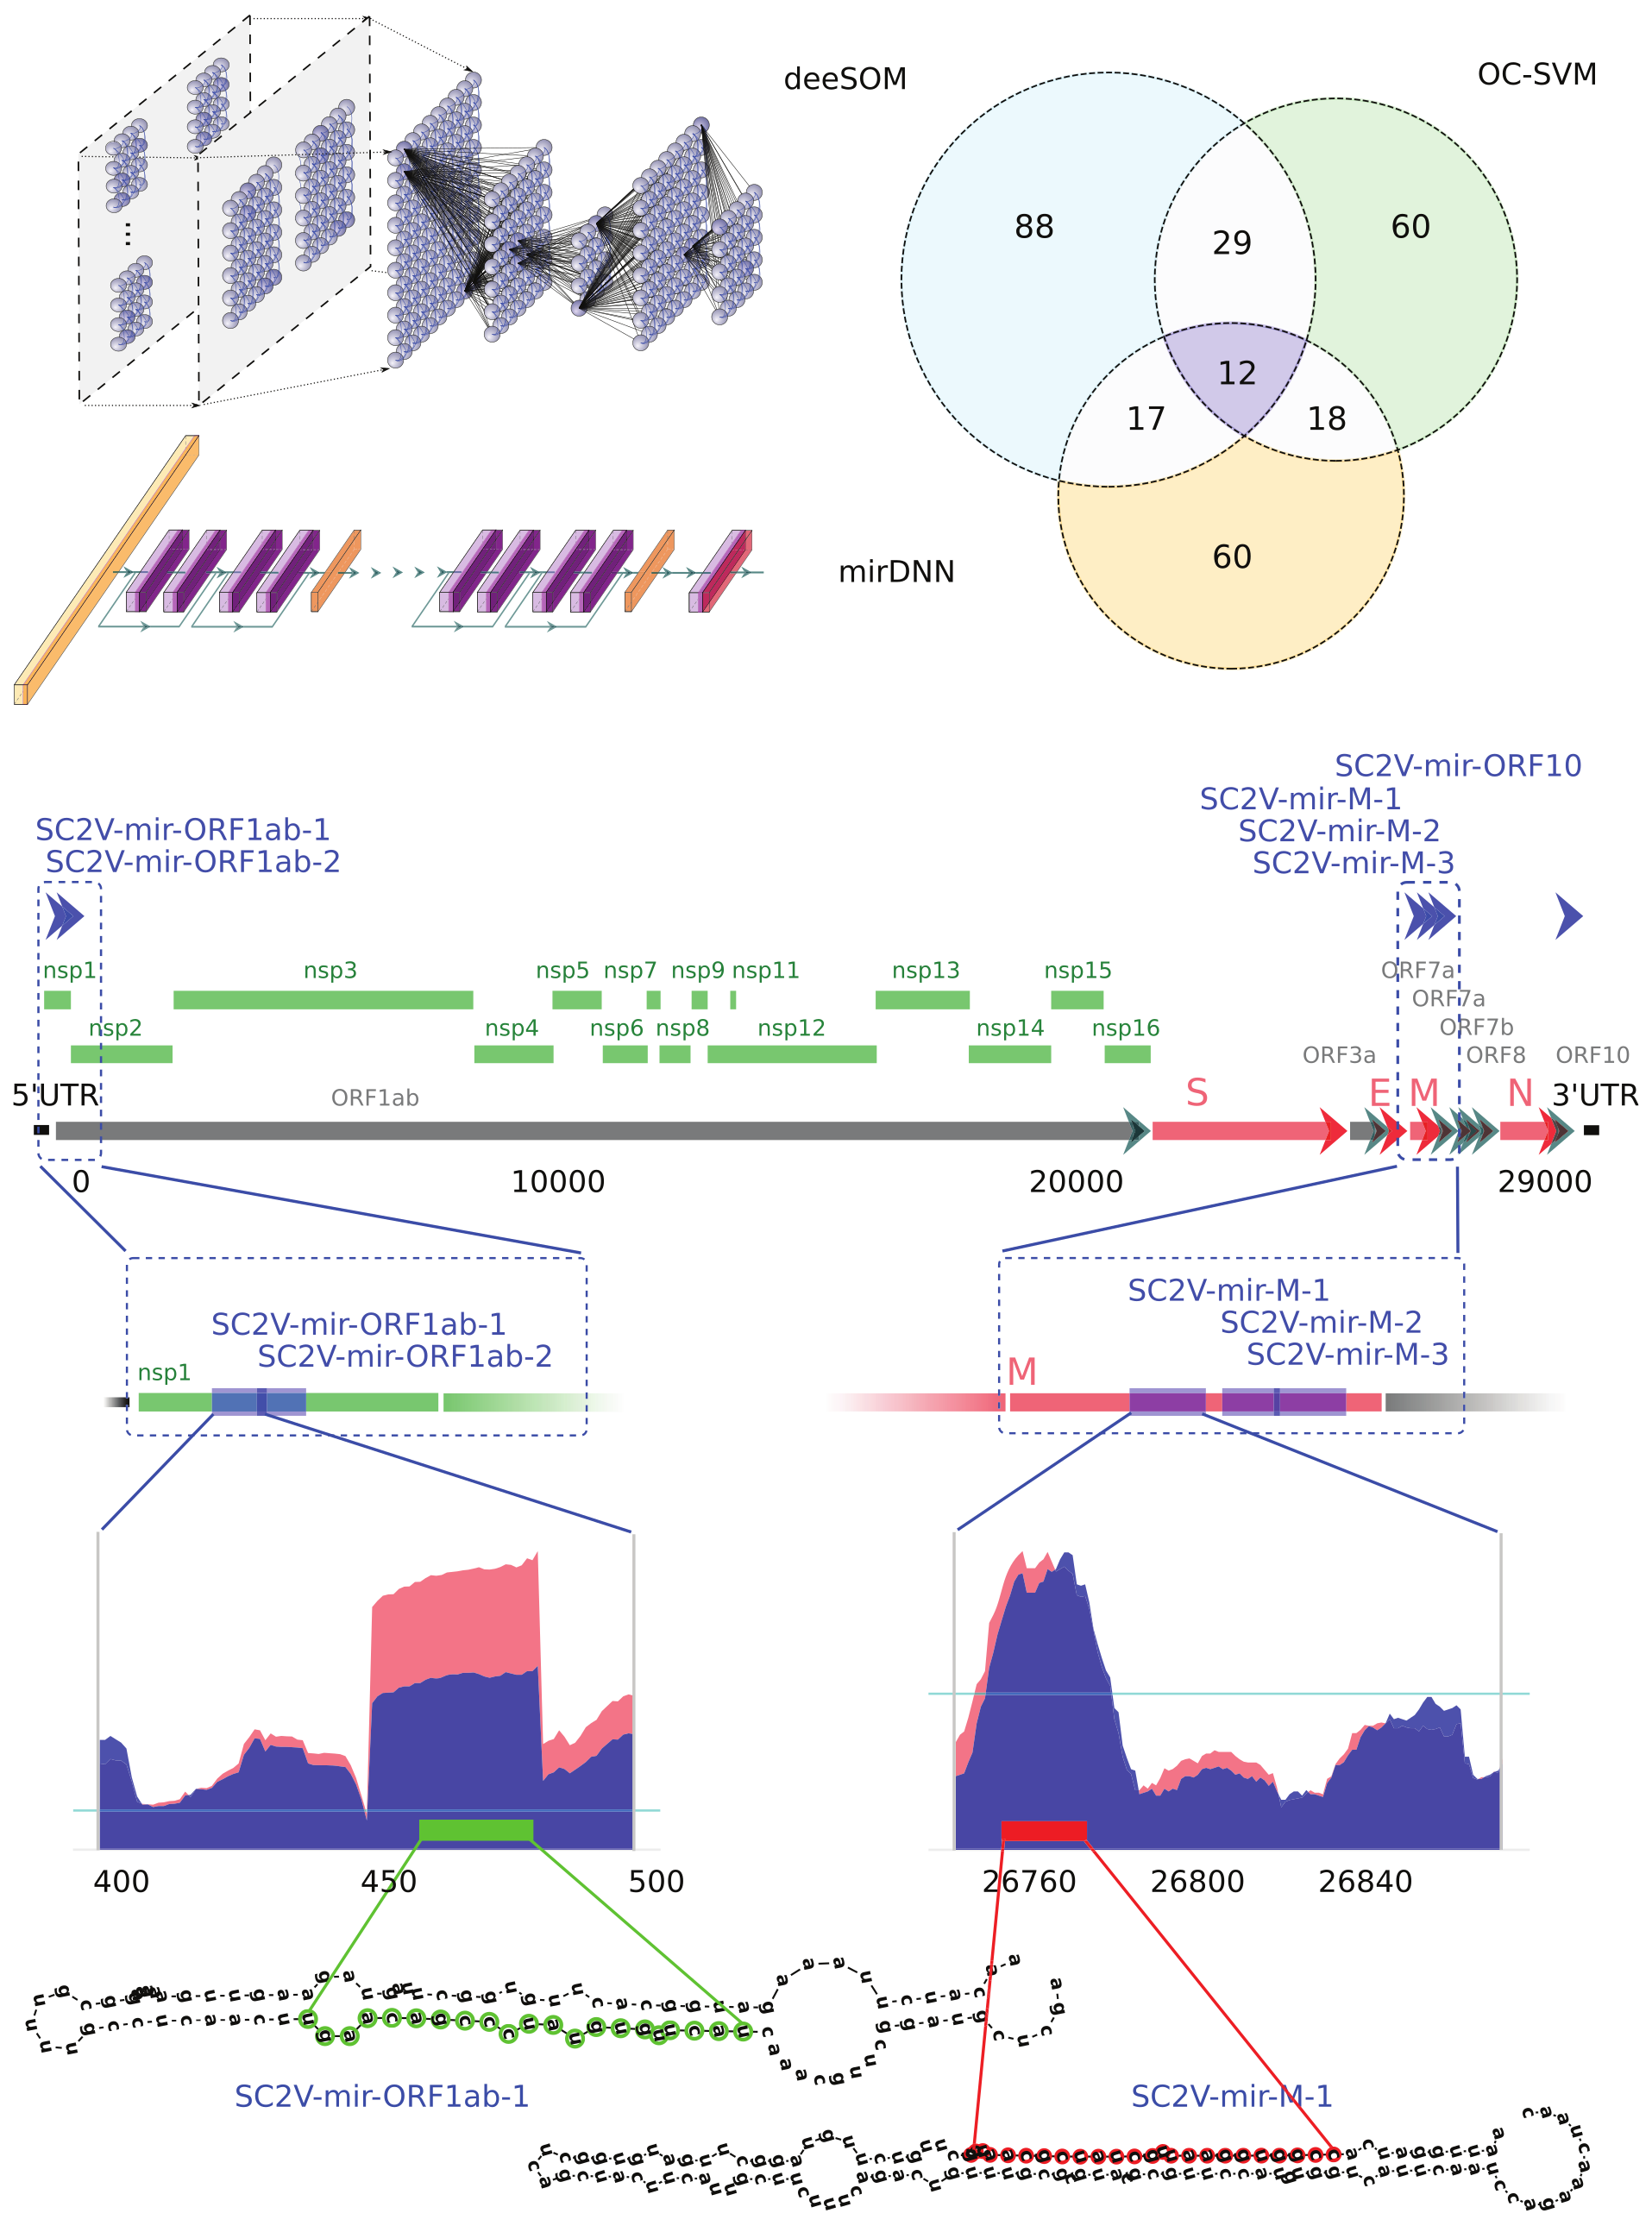 deeSOM
OC-SVM
88
29
60
12
17
18
60
mirDNN
SC2V-mir-ORF10
SC2V-mir-M-1
SC2V-mir-M-2
SC2V-mir-M-3
SC2V-mir-ORF1ab-1
SC2V-mir-ORF1ab-2
nsp1 nsp3 nsp5 nsp7 nsp9 nsp11 nsp13 nsp15
ORF7a
ORF7a
nsp2 nsp4 nsp6 nsp8 nsp12 nsp14 nsp16
ORF7b
ORF3a ORF8 ORF10
5'UTR ORF1ab S E M N 3'UTR
0 10000 20000 29000
SC2V-mir-ORF1ab-1
SC2V-mir-ORF1ab-2
nsp1
SC2V-mir-M-1
SC2V-mir-M-2
SC2V-mir-M-3
M
400 450 500
26760 26800 26840
SC2V-mir-ORF1ab-1
SC2V-mir-M-1